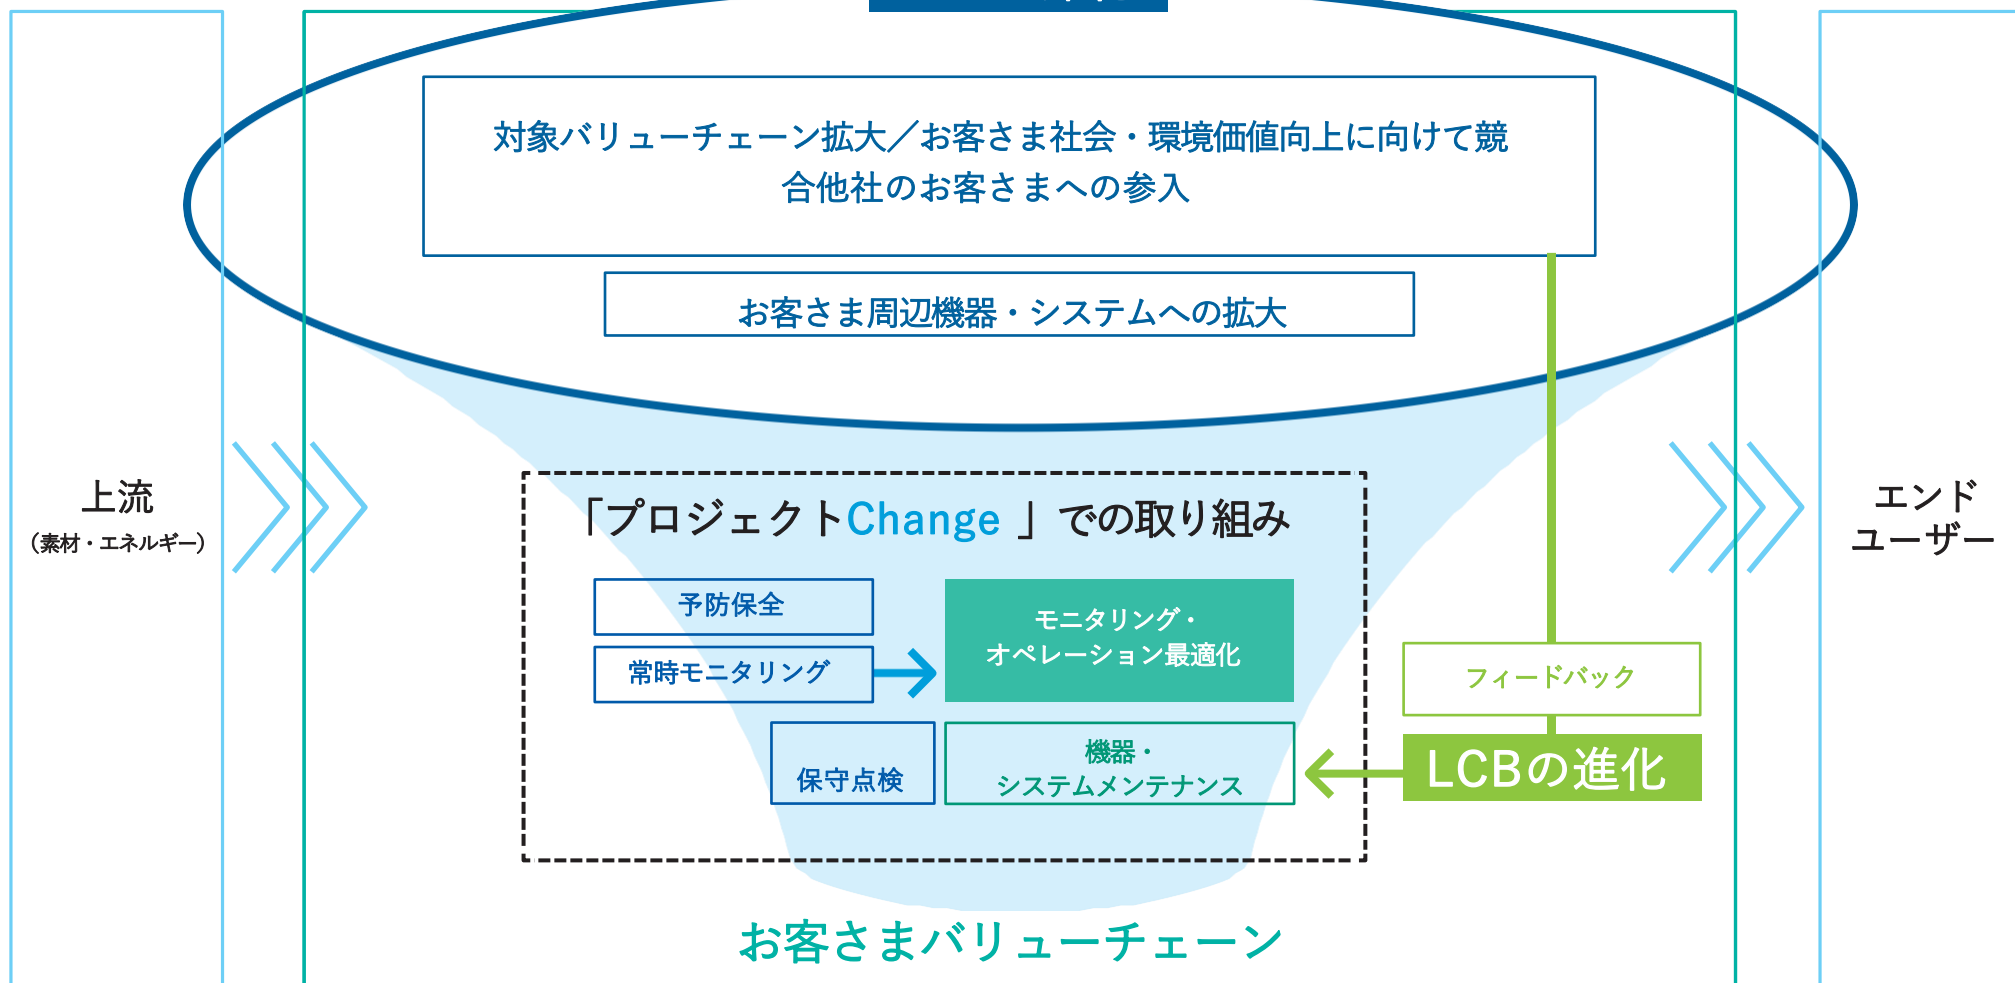 対象バリューチェーン拡大／お客さま社会・環境価値向上に向けて競
合他社のお客さまへの参入
お客さま周辺機器・システムへの拡大
上流
（素材・エネルギー）
「プロジェクトChange 」での取り組み
予防保全
常時モニタリング
モニタリング・
オペレーション最適化
保守点検
機器・
システムメンテナンス
フィードバック
LCBの進化
エンド
ユーザー
お客さまバリューチェーン